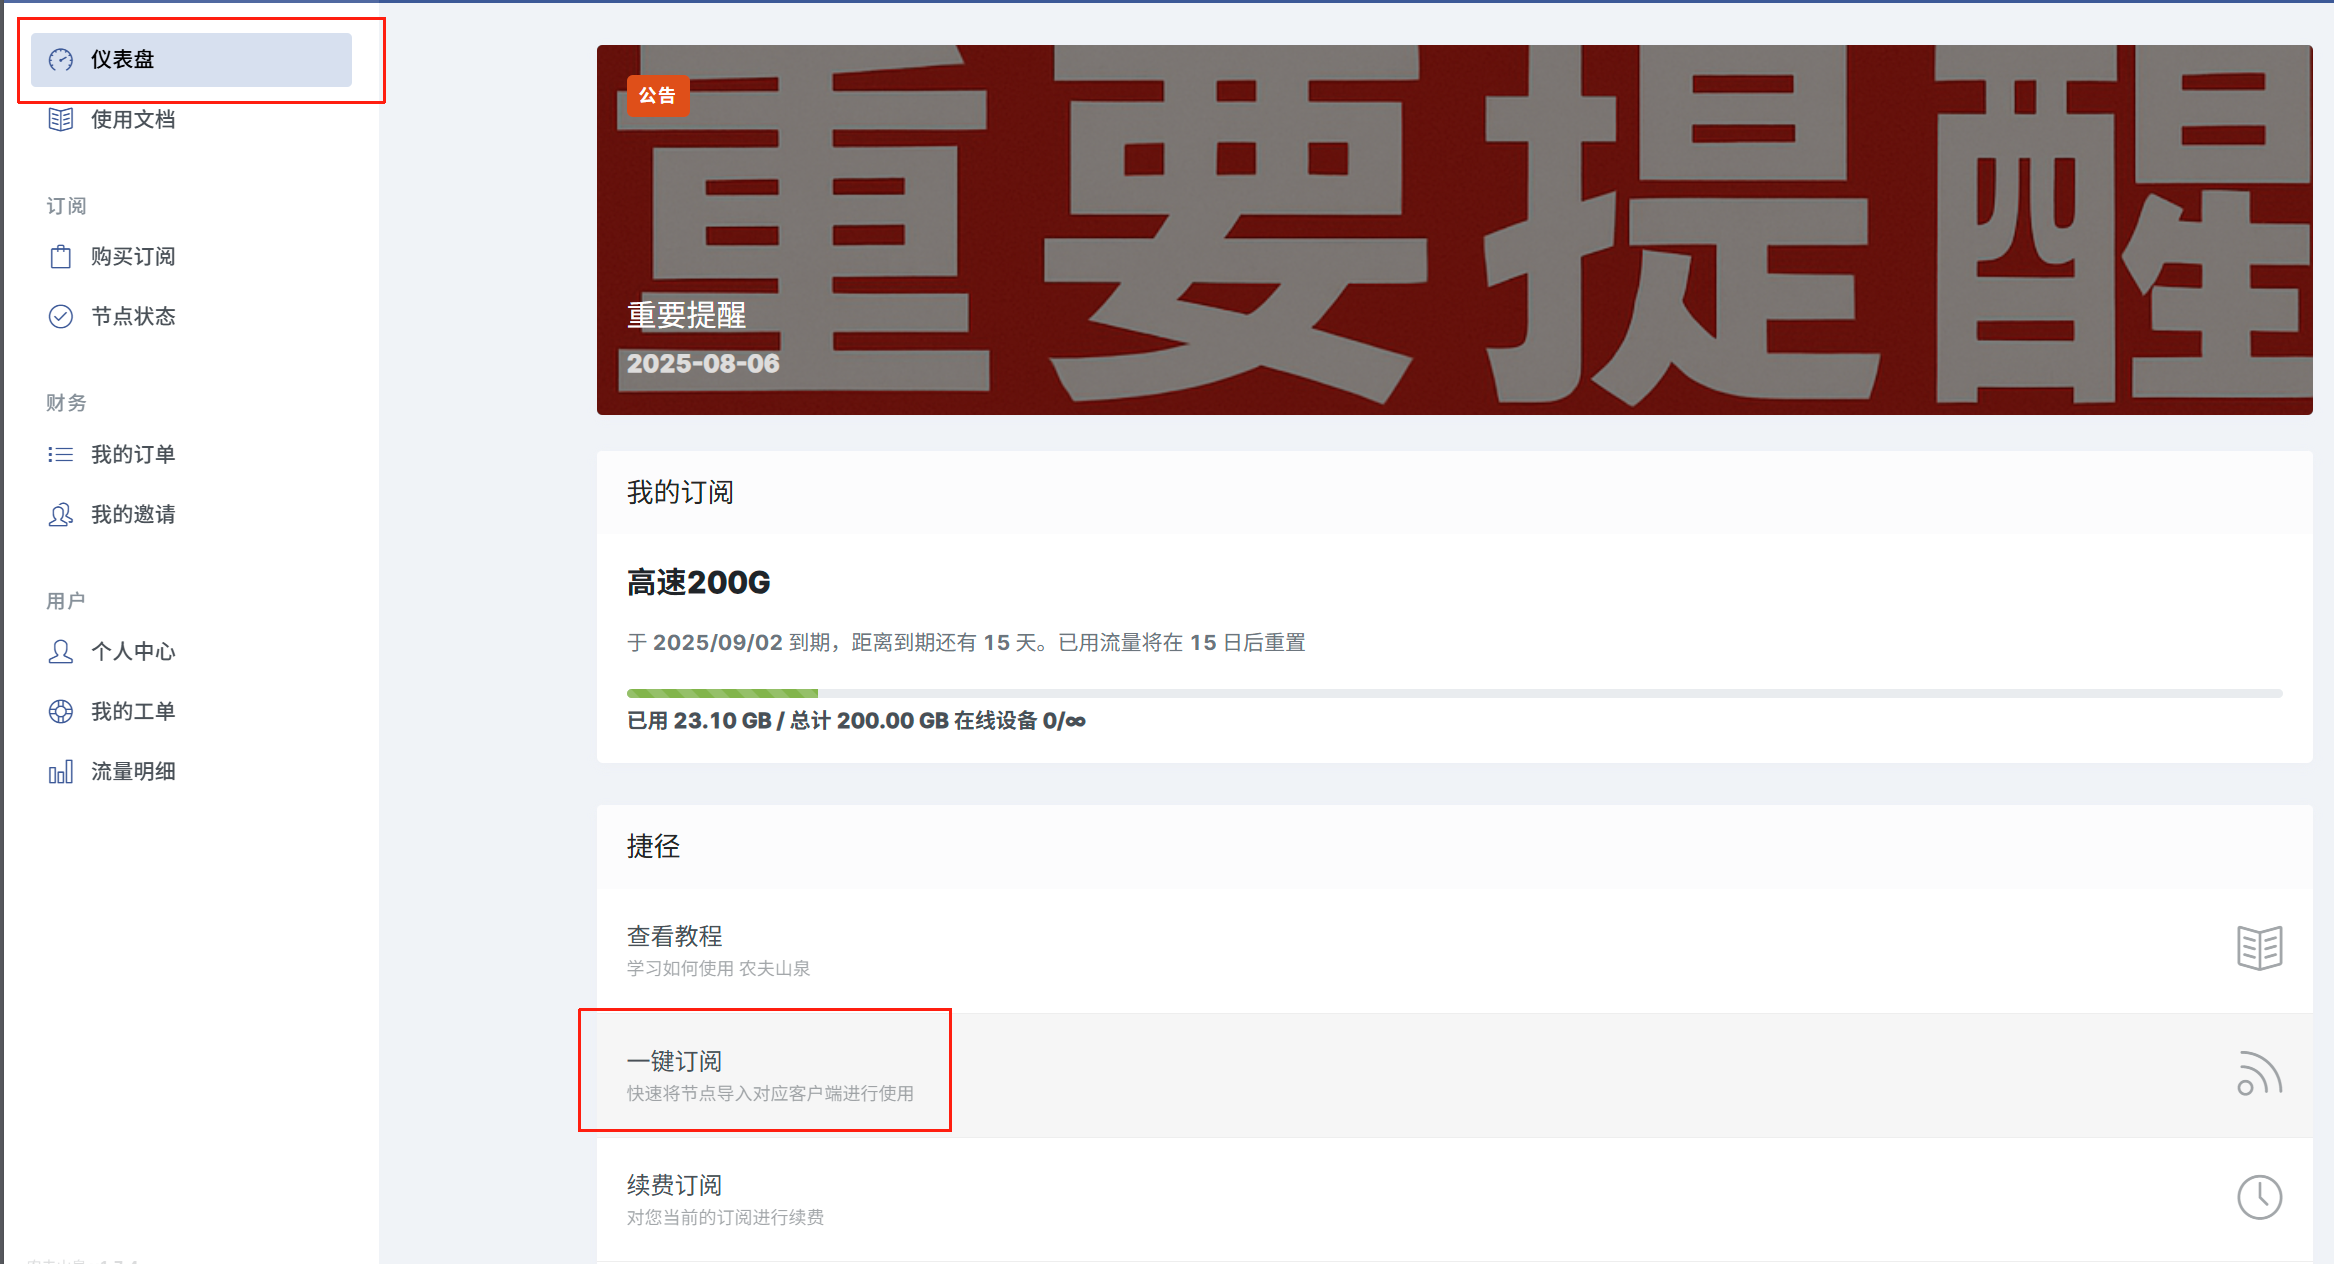 仪表盘
使用文档
订阅
购买订阅
节点状态
财务
我的订单
我的邀请
用户
个人中心
我的工单
流量明细
重要提醒
公告
重要提醒
2025-08-06
我的订阅
高速200G
于 2025/09/02 到期，距离到期还有 15 天。已用流量将在 15 日后重置
已用 23.10 GB / 总计 200.00 GB 在线设备 0/∞
捷径
查看教程
学习如何使用 农夫山泉
一键订阅
快速将节点导入对应客户端进行使用
续费订阅
对您当前的订阅进行续费